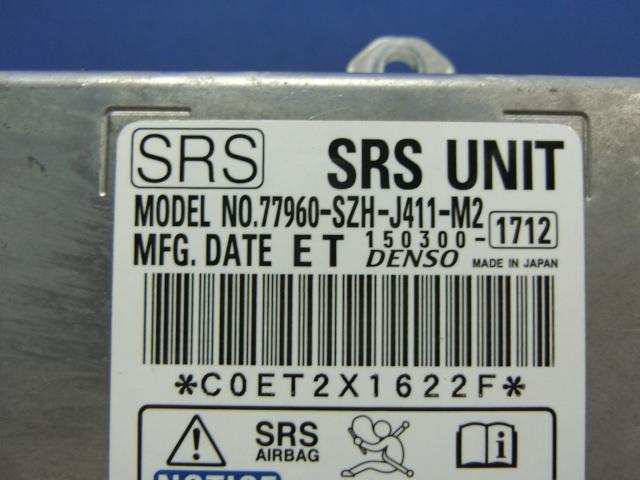 SRS SRS UNIT
MODEL NO.77960-SZH-J411-M2
MFG. DATE E T 150300-1712
DENSO MADE IN JAPAN
*C0ET2X1622F*
SRS
AIRBAG
i
NOTICE